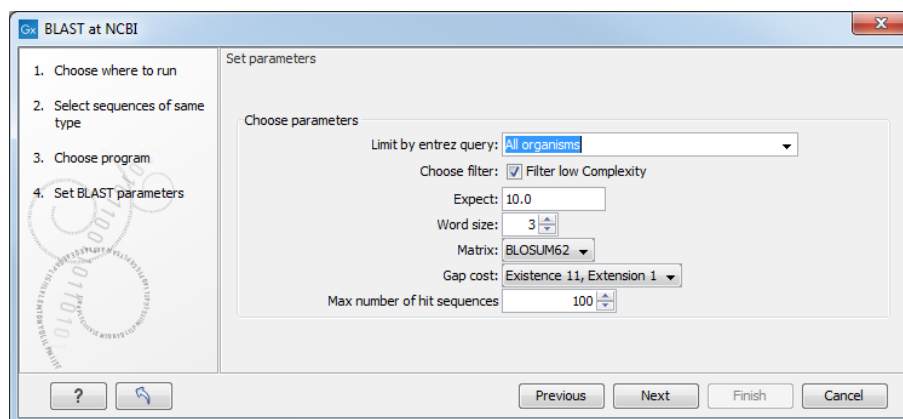 Gx BLAST at NCBI
1. Choose where to run
2. Select sequences of same
type
3. Choose program
4. Set BLAST parameters
Set parameters
Choose parameters
Limit by entrez query: All organisms
Choose filter: Filter low Complexity
Expect: 10.0
Word size: 3
Matrix: BLOSUM62
Gap cost: Existence 11, Extension 1
Max number of hit sequences 100
? Previous Next Finish Cancel